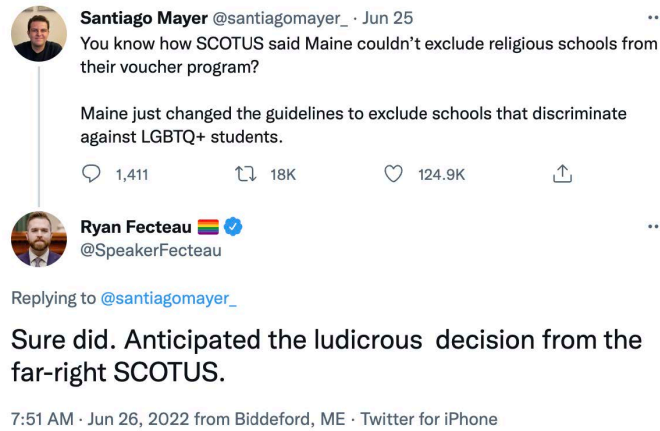 Santiago Mayer @santiagomayer_ · Jun 25
You know how SCOTUS said Maine couldn't exclude religious schools from
their voucher program?
Maine just changed the guidelines to exclude schools that discriminate
against LGBTQ+ students.
1,411 18K 124.9K
Ryan Fecteau 🏳️‍🌈
@SpeakerFecteau
Replying to @santiagomayer_
Sure did. Anticipated the ludicrous decision from the
far-right SCOTUS.
7:51 AM · Jun 26, 2022 from Biddeford, ME · Twitter for iPhone